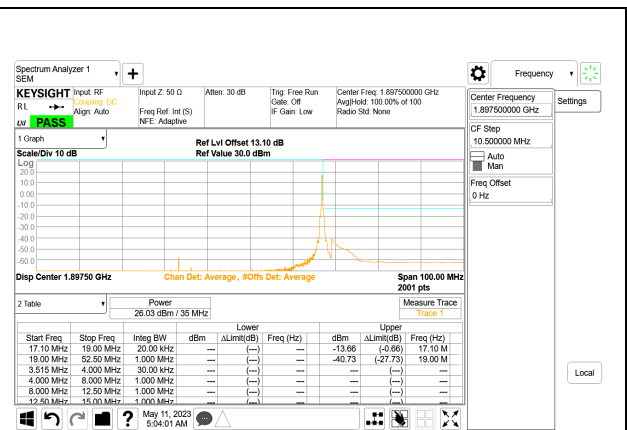 Spectrum Analyzer 1
SEM
Frequency
KEYSIGHT
R L
LXI PASS
Input: RF
Coupling: DC
Align: Auto
Input Z: 50 Ω
Freq Ref: Int (S)
NFE: Adaptive
Atten: 30 dB
Trig: Free Run
Gate: Off
IF Gain: Low
Center Freq: 1.897500000 GHz
Avg|Hold: 100.00% of 100
Radio Std: None
Center Frequency
1.897500000 GHz
Settings
CF Step
10.500000 MHz
Auto
Man
Freq Offset
0 Hz
1 Graph
Scale/Div 10 dB
Ref Lvl Offset 13.10 dB
Ref Value 30.0 dBm
Log
20.0
10.0
0.00
-10.0
-20.0
-30.0
-40.0
-50.0
-60.0
Disp Center 1.89750 GHz
Chan Det: Average , #Offs Det: Average
Span 100.00 MHz
2001 pts
2 Table
Power
26.03 dBm / 35 MHz
Measure Trace
Trace 1
Lower Upper
Start Freq Stop Freq Integ BW dBm ΔLimit(dB) Freq (Hz) dBm ΔLimit(dB) Freq (Hz)
17.10 MHz 19.00 MHz 20.00 kHz --- (---) --- -13.66 (-0.66) 17.10 M
19.00 MHz 52.50 MHz 1.000 MHz --- (---) --- -40.73 (-27.73) 19.00 M
3.515 MHz 4.000 MHz 30.00 kHz --- (---) --- --- (---) ---
4.000 MHz 8.000 MHz 1.000 MHz --- (---) --- --- (---) ---
8.000 MHz 12.50 MHz 1.000 MHz --- (---) --- --- (---) ---
12.50 MHz 15.00 MHz 1.000 MHz --- (---) --- --- (---) ---
Local
May 11, 2023
5:04:01 AM